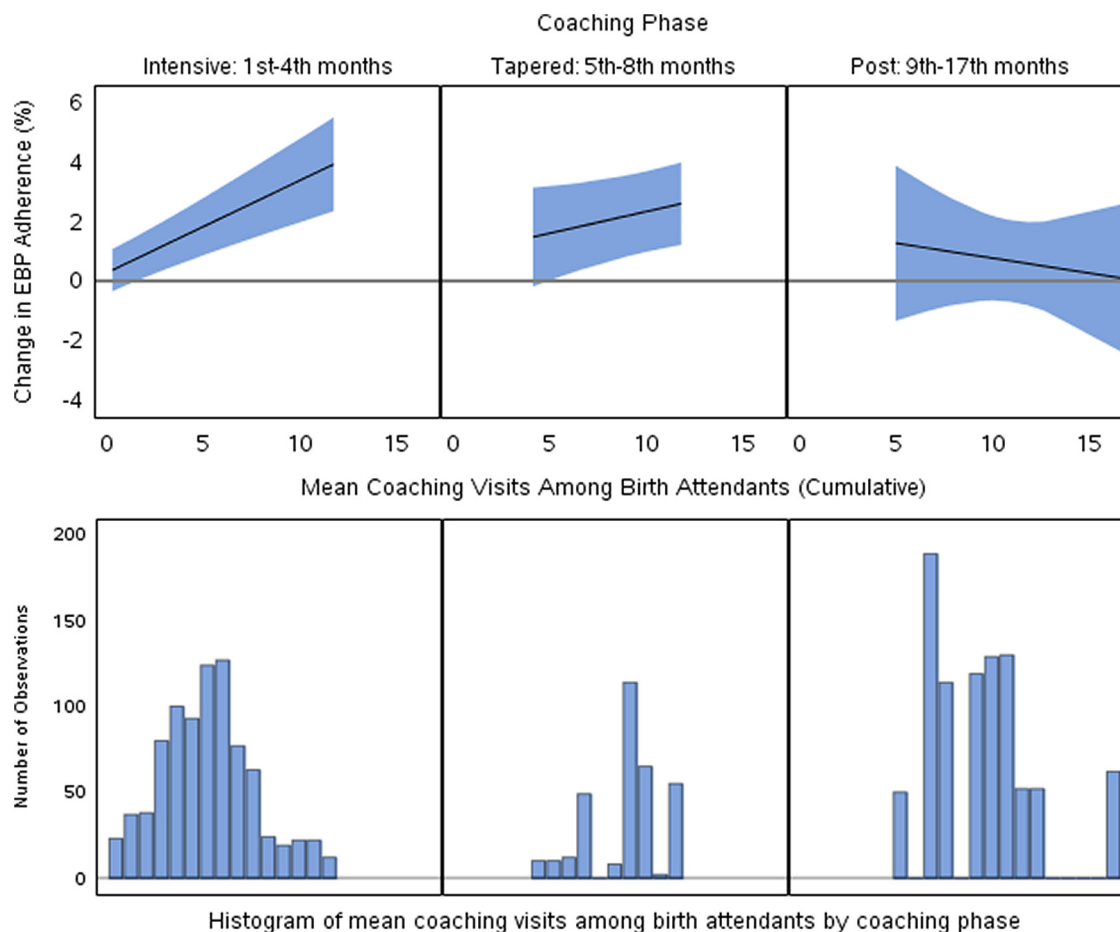 Coaching Phase
Intensive: 1st-4th months Tapered: 5th-8th months Post: 9th-17th months
Change in EBP Adherence (%)
6
4
2
0
-2
-4
0 5 10 15 0 5 10 15 0 5 10 15
Mean Coaching Visits Among Birth Attendants (Cumulative)
Number of Observations
200
150
100
50
0
Histogram of mean coaching visits among birth attendants by coaching phase